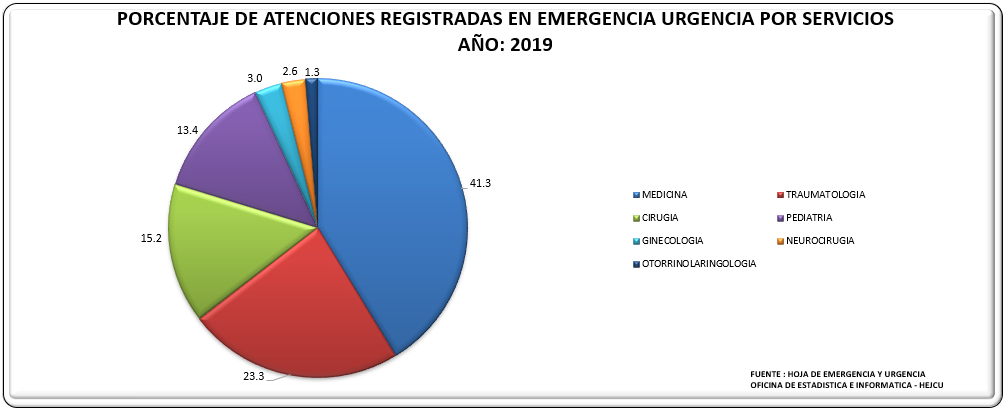 PORCENTAJE DE ATENCIONES REGISTRADAS EN EMERGENCIA URGENCIA POR SERVICIOS
AÑO: 2019
3.0
2.6
1.3
13.4
41.3
15.2
23.3
MEDICINA
TRAUMATOLOGIA
CIRUGIA
PEDIATRIA
GINECOLOGIA
NEUROCIRUGIA
OTORRINOLARINGOLOGIA
FUENTE : HOJA DE EMERGENCIA Y URGENCIA
OFICINA DE ESTADISTICA E INFORMATICA - HEJCU